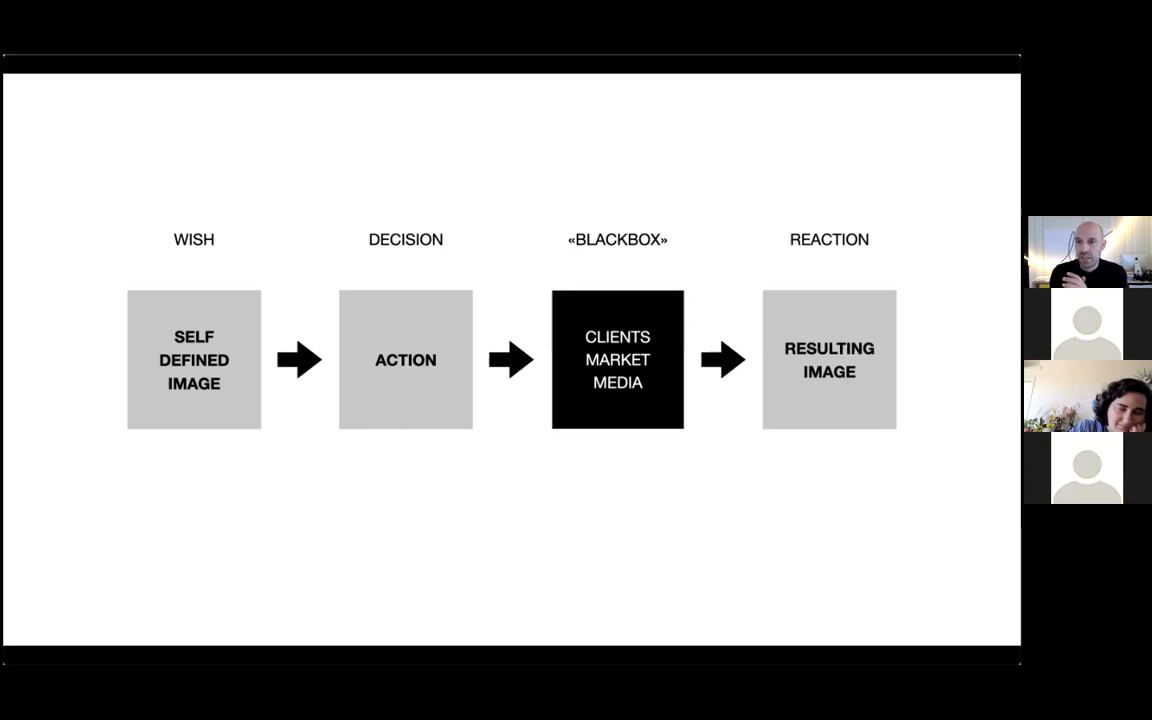 WISH
DECISION
«BLACKBOX»
REACTION
SELF
DEFINED
IMAGE
ACTION
CLIENTS
MARKET
MEDIA
RESULTING
IMAGE